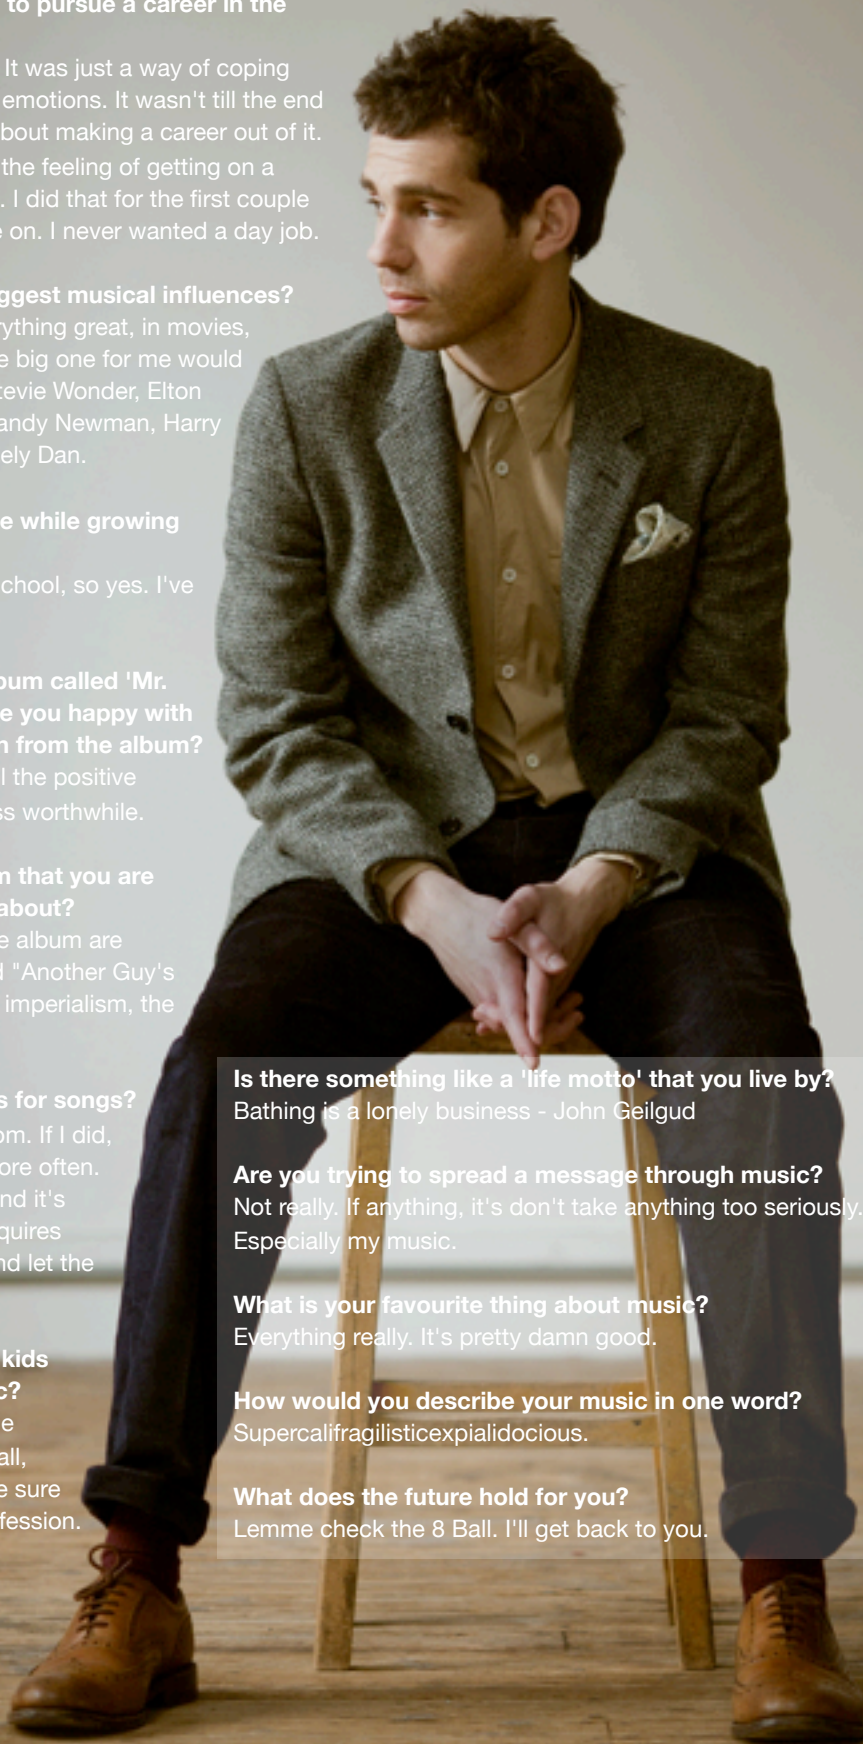 to pursue a career in the
It was just a way of coping
emotions. It wasn't till the end
bout making a career out of it.
the feeling of getting on a
. I did that for the first couple
e on. I never wanted a day job.
ggest musical influences?
rything great, in movies,
e big one for me would
tevie Wonder, Elton
andy Newman, Harry
ely Dan.
e while growing
chool, so yes. I've
bum called 'Mr.
e you happy with
n from the album?
l the positive
ss worthwhile.
m that you are
about?
e album are
d "Another Guy's
imperialism, the
s for songs?
om. If I did,
ore often.
nd it's
quires
nd let the
kids
c?
e
all,
e sure
fession.
Is there something like a 'life motto' that you live by?
Bathing is a lonely business - John Geilgud
Are you trying to spread a message through music?
Not really. If anything, it's don't take anything too seriously.
Especially my music.
What is your favourite thing about music?
Everything really. It's pretty damn good.
How would you describe your music in one word?
Supercalifragilisticexpialidocious.
What does the future hold for you?
Lemme check the 8 Ball. I'll get back to you.